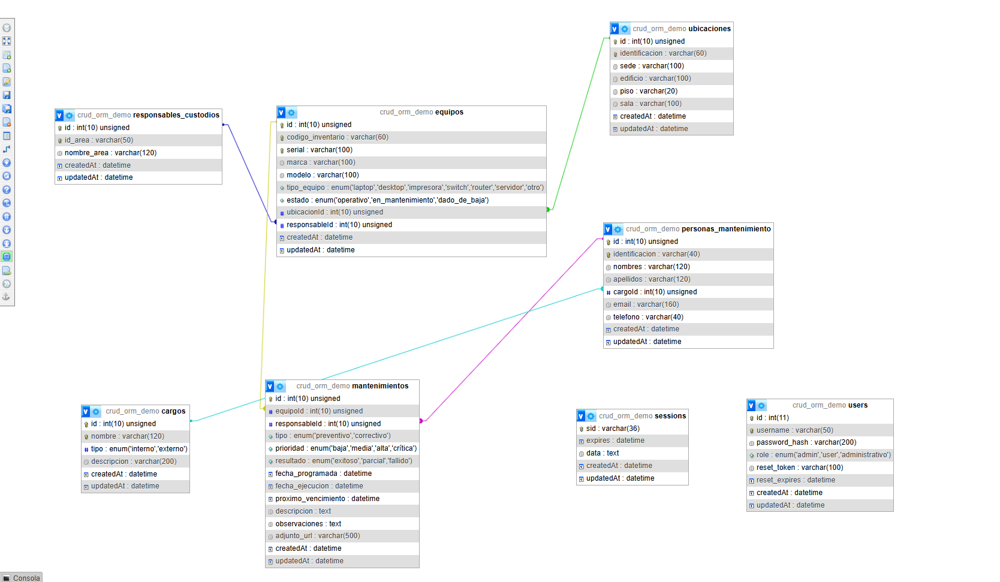 crud_orm_demo ubicaciones
id : int(10) unsigned
identificacion : varchar(60)
sede : varchar(100)
edificio : varchar(100)
piso : varchar(20)
sala : varchar(100)
createdAt : datetime
updatedAt : datetime
crud_orm_demo responsables_custodios
id : int(10) unsigned
id_area : varchar(50)
nombre_area : varchar(120)
createdAt : datetime
updatedAt : datetime
crud_orm_demo equipos
id : int(10) unsigned
codigo_inventario : varchar(60)
serial : varchar(100)
marca : varchar(100)
modelo : varchar(100)
tipo_equipo : enum('laptop','desktop','impresora','switch','router','servidor','otro')
estado : enum('operativo','en_mantenimiento','dado_de_baja')
ubicacionId : int(10) unsigned
responsableId : int(10) unsigned
createdAt : datetime
updatedAt : datetime
crud_orm_demo personas_mantenimiento
id : int(10) unsigned
identificacion : varchar(40)
nombres : varchar(120)
apellidos : varchar(120)
cargoId : int(10) unsigned
email : varchar(160)
telefono : varchar(40)
createdAt : datetime
updatedAt : datetime
crud_orm_demo mantenimientos
id : int(10) unsigned
equipoId : int(10) unsigned
responsableId : int(10) unsigned
tipo : enum('preventivo','correctivo')
prioridad : enum('baja','media','alta','crítica')
resultado : enum('exitoso','parcial','fallido')
fecha_programada : datetime
fecha_ejecucion : datetime
proximo_vencimiento : datetime
descripcion : text
observaciones : text
adjunto_url : varchar(500)
createdAt : datetime
updatedAt : datetime
crud_orm_demo cargos
id : int(10) unsigned
nombre : varchar(120)
tipo : enum('interno','externo')
descripcion : varchar(200)
createdAt : datetime
updatedAt : datetime
crud_orm_demo sessions
sid : varchar(36)
expires : datetime
data : text
createdAt : datetime
updatedAt : datetime
crud_orm_demo users
id : int(11)
username : varchar(50)
password_hash : varchar(200)
role : enum('admin','user','administrativo')
reset_token : varchar(100)
reset_expires : datetime
createdAt : datetime
updatedAt : datetime
Consola